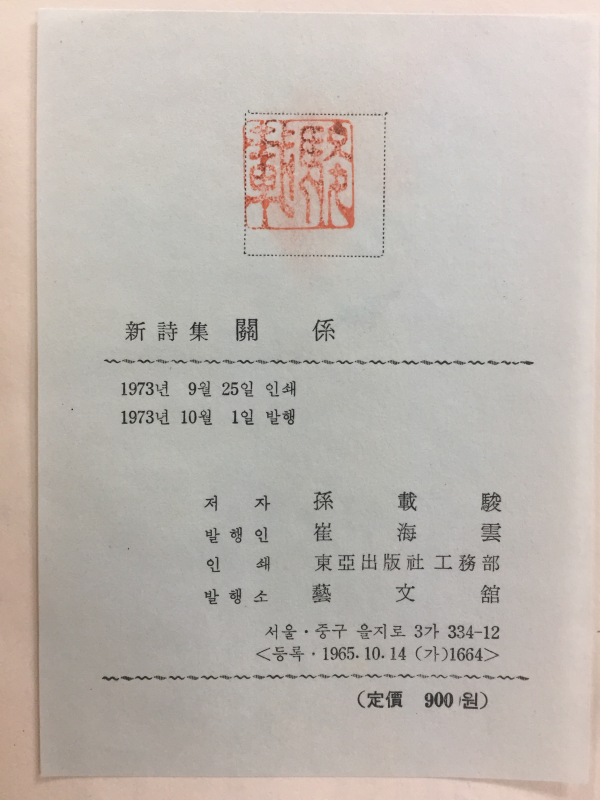 新詩集 關係
1973년 9월 25일 인쇄
1973년 10월 1일 발행
저자 孫載駿
발행인 崔海雲
인쇄 東亞出版社 工務部
발행소 藝文館
서울·중구 을지로 3가 334-12
<등록·1965.10.14 (가)1664>
(定價 900원)